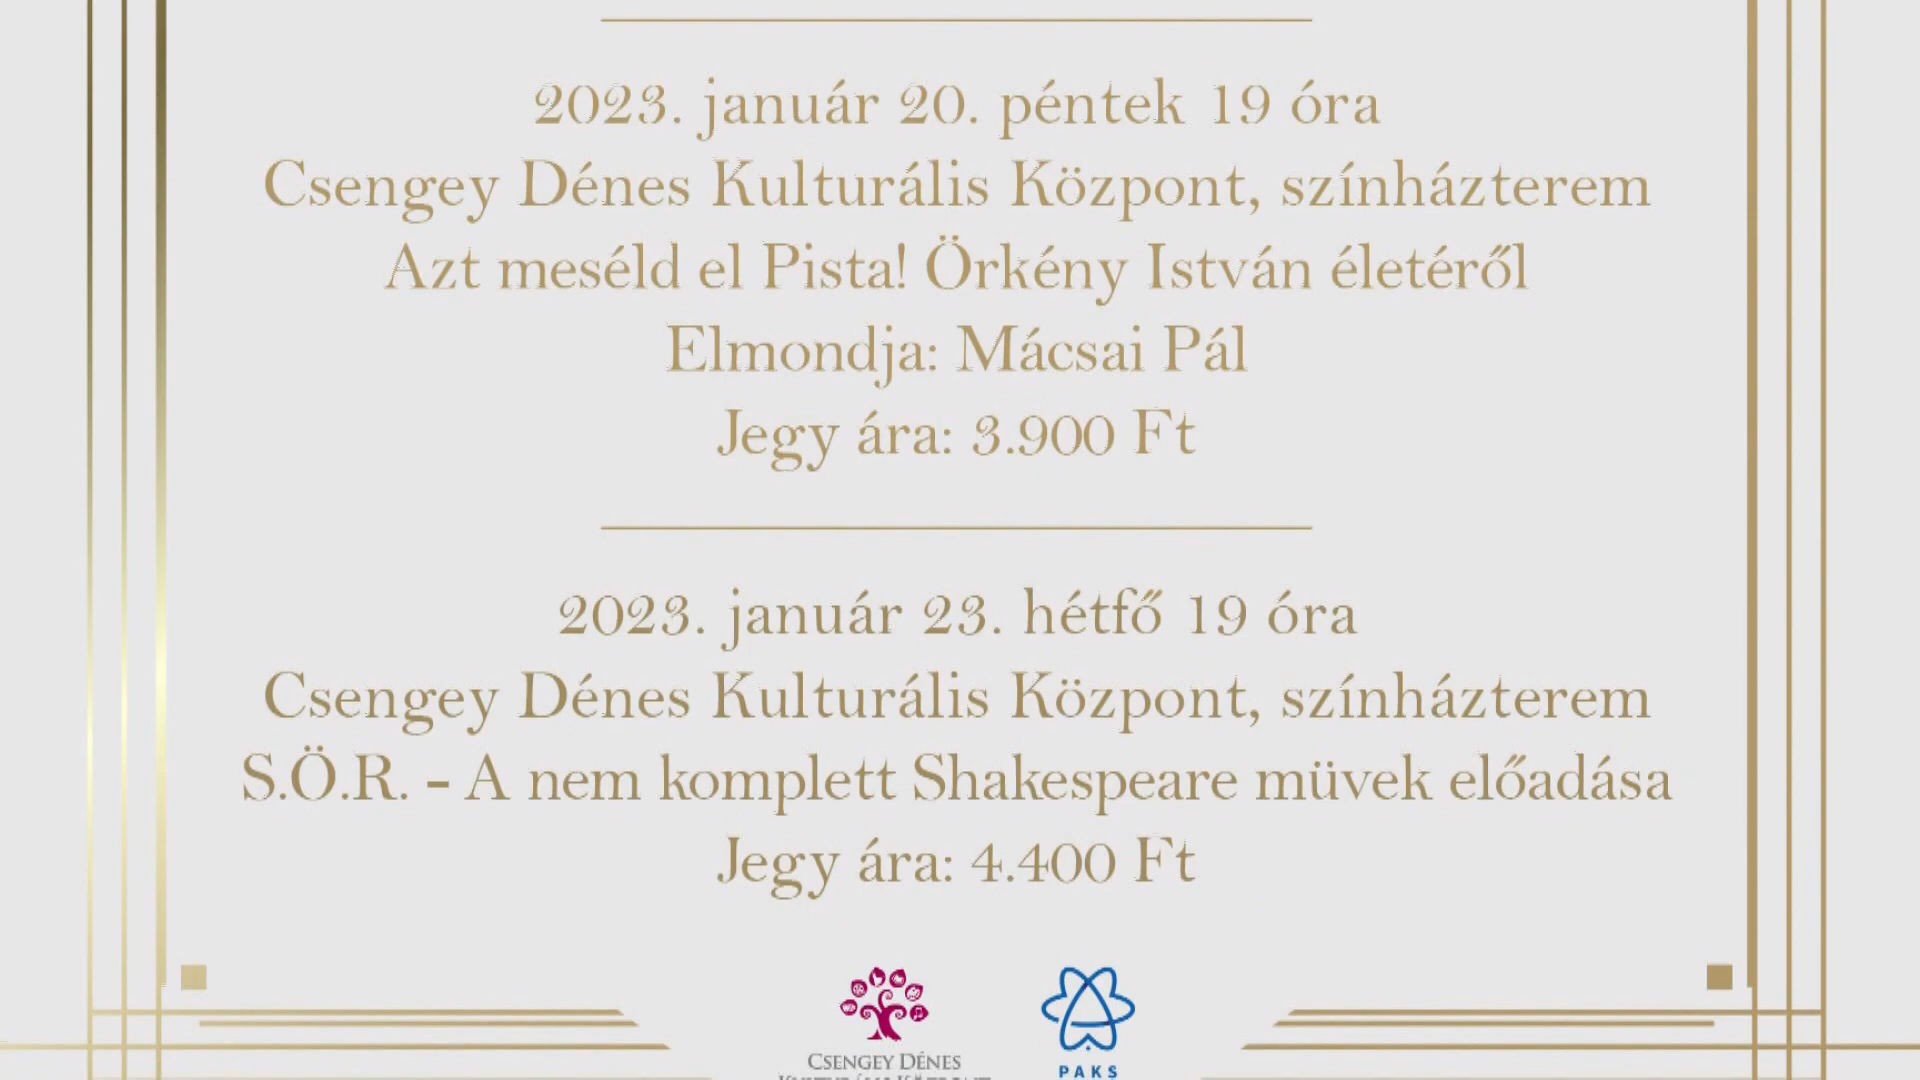 2023. január 20. péntek 19 óra
Csengey Dénes Kulturális Központ, színházterem
Azt meséld el Pista! Örkény István életéről
Elmondja: Mácsai Pál
Jegy ára: 3.900 Ft
2023. január 23. hétfő 19 óra
Csengey Dénes Kulturális Központ, színházterem
S.Ö.R. - A nem komplett Shakespeare müvek előadása
Jegy ára: 4.400 Ft
CSENGEY DÉNES
PAKS